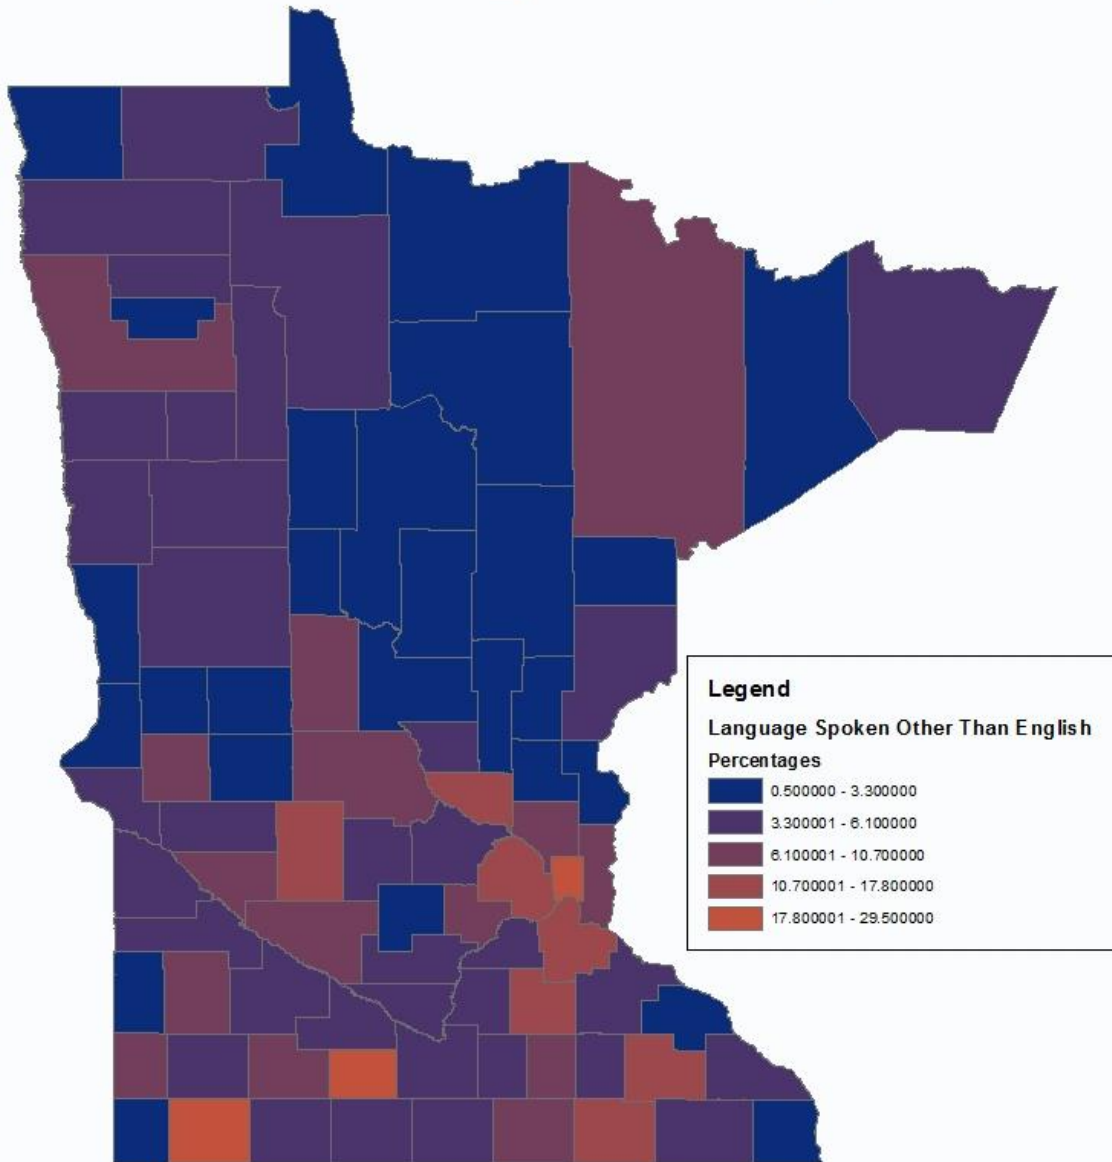 Legend
Language Spoken Other Than English
Percentages
0.500000 - 3.300000
3.300001 - 6.100000
6.100001 - 10.700000
10.700001 - 17.800000
17.800001 - 29.500000